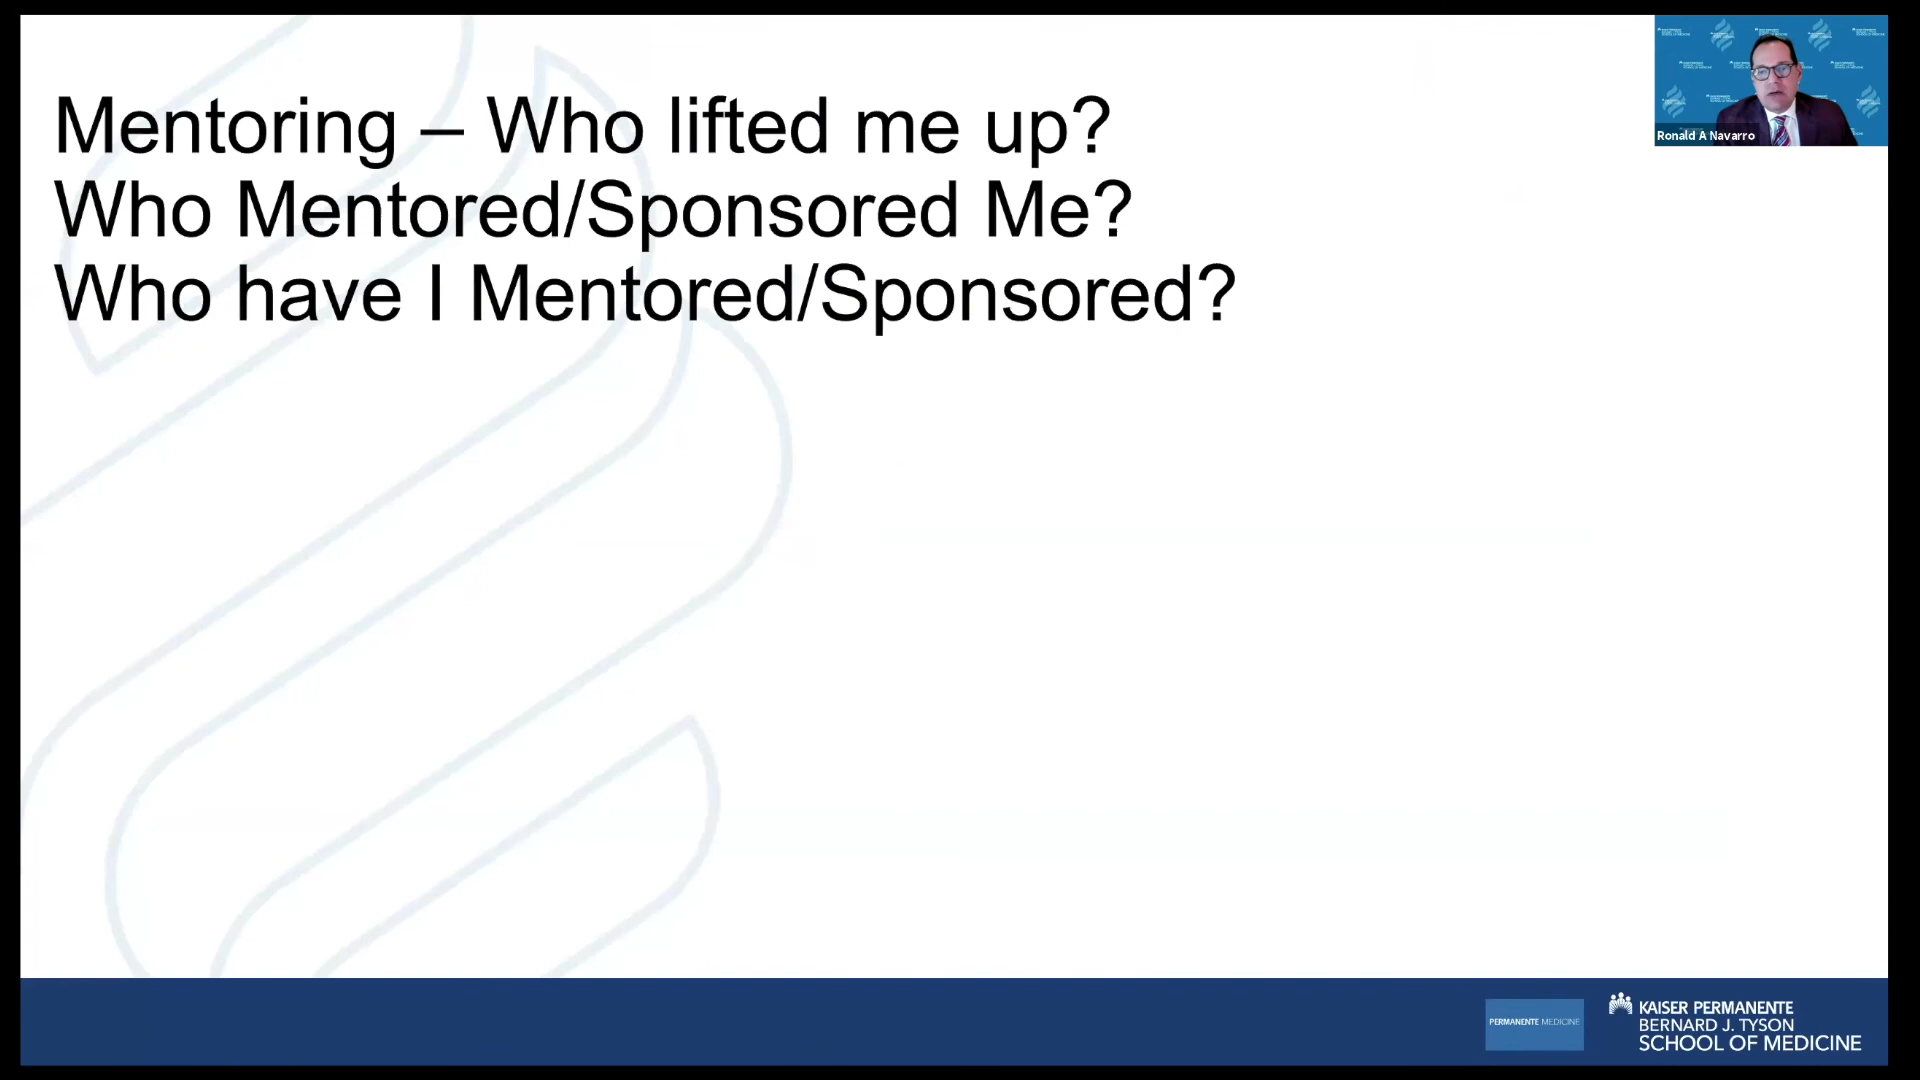 Mentoring – Who lifted me up?
Who Mentored/Sponsored Me?
Who have I Mentored/Sponsored?
Ronald A Navarro
PERMANENTE MEDICINE
KAISER PERMANENTE
BERNARD J. TYSON
SCHOOL OF MEDICINE